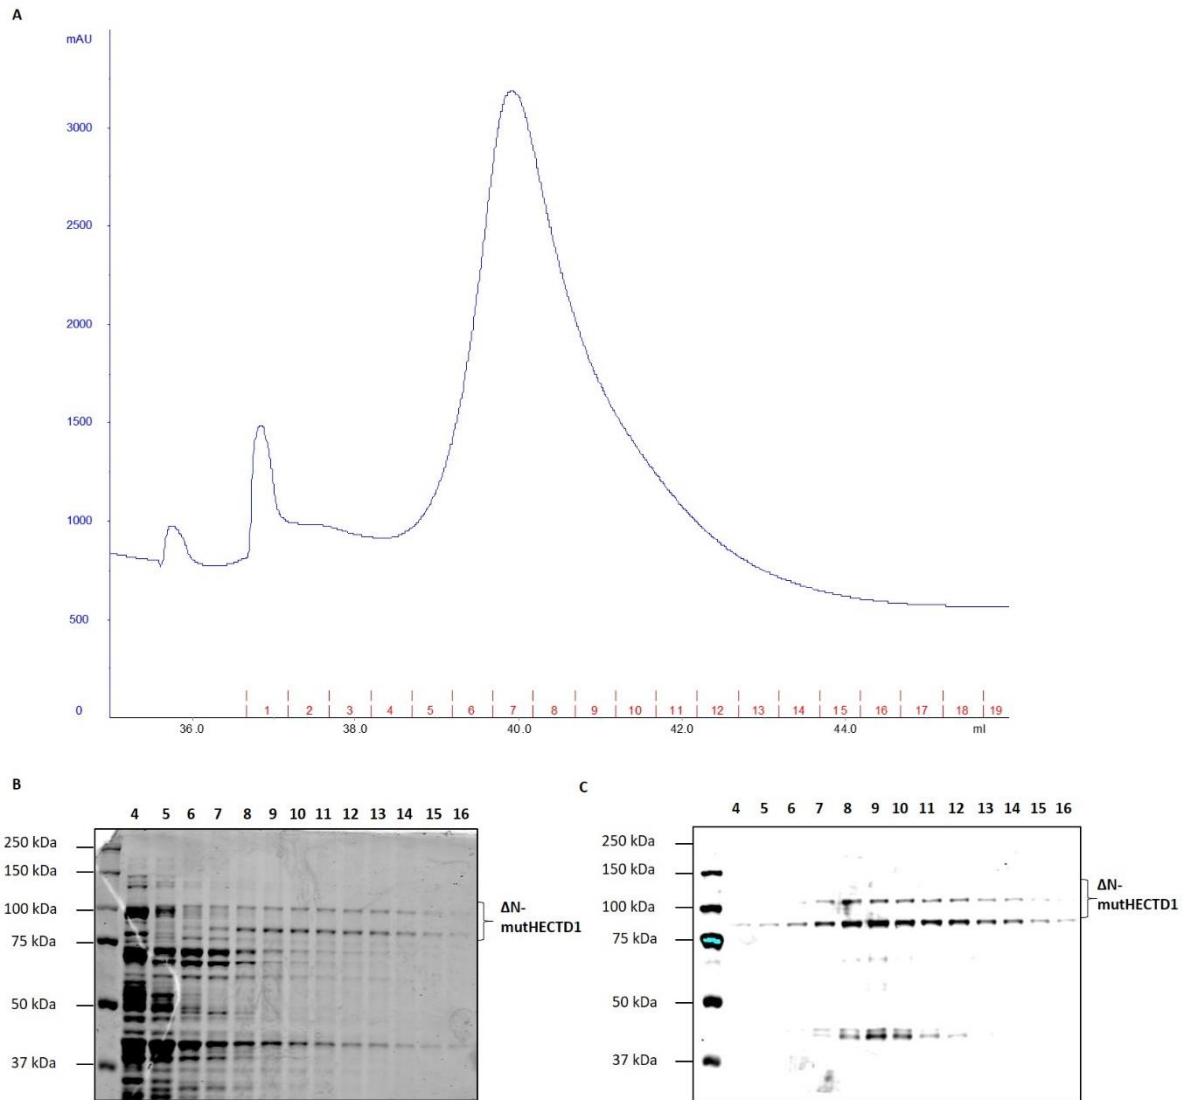 A
mAU
3000
2500
2000
1500
1000
500
0
1 2 3 4 5 6 7 8 9 10 11 12 13 14 15 16 17 18 19
36.0 38.0 40.0 42.0 44.0 ml
B
4 5 6 7 8 9 10 11 12 13 14 15 16
250 kDa
150 kDa
100 kDa
75 kDa
50 kDa
37 kDa
ΔN-
mutHECTD1
C
4 5 6 7 8 9 10 11 12 13 14 15 16
250 kDa
150 kDa
100 kDa
75 kDa
50 kDa
37 kDa
ΔN-
mutHECTD1